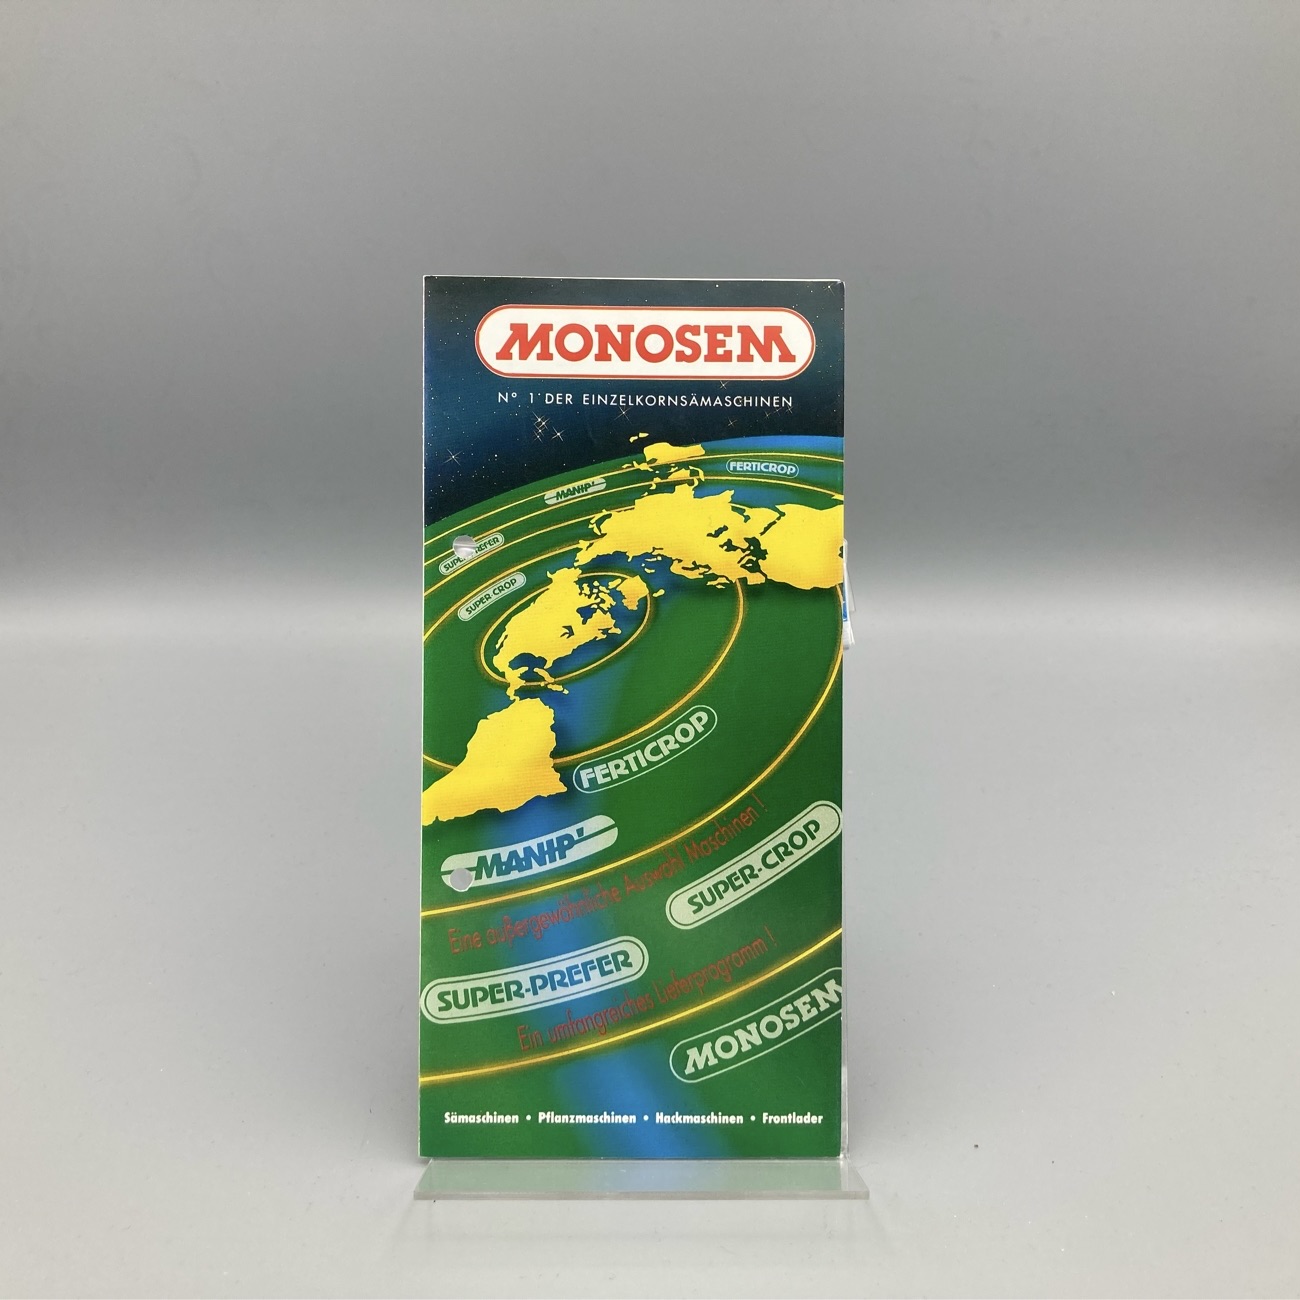 MONOSEM
N° 1 DER EINZELKORNSÄMASCHINEN
FERTICROP
MANIP'
SUPER-PREFER
SUPER CROP
FERTICROP
MANIP'
Eine außergewöhnliche Auswahl Maschinen !
SUPER-CROP
SUPER-PREFER
Ein umfangreiches Lieferprogramm !
MONOSEM
Sämaschinen • Pflanzmaschinen • Hackmaschinen • Frontlader